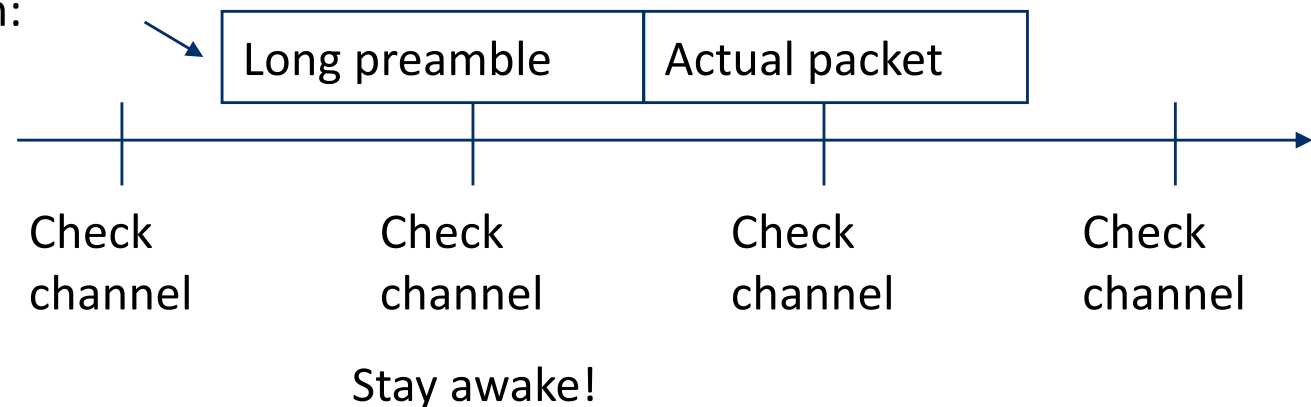 n:
Long preamble
Actual packet
Check
channel
Check
channel
Check
channel
Check
channel
Stay awake!